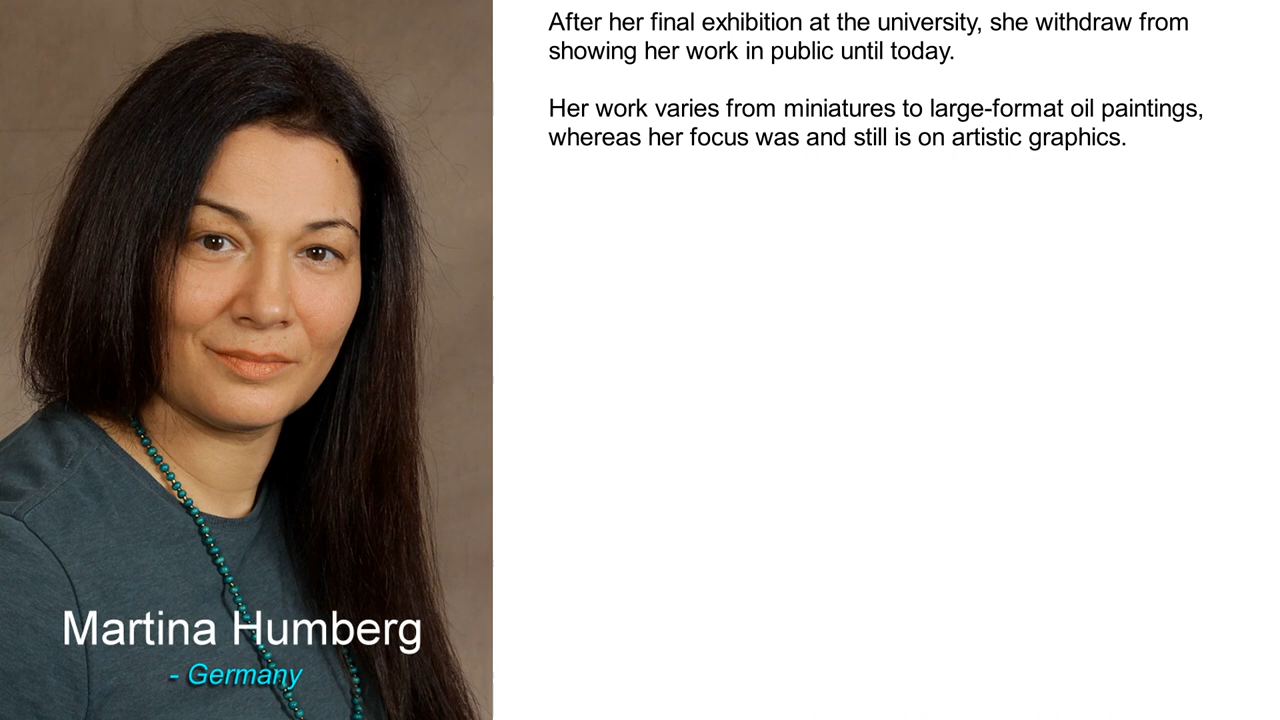 After her final exhibition at the university, she withdraw from
showing her work in public until today.
Her work varies from miniatures to large-format oil paintings,
whereas her focus was and still is on artistic graphics.
Martina Humberg
- Germany